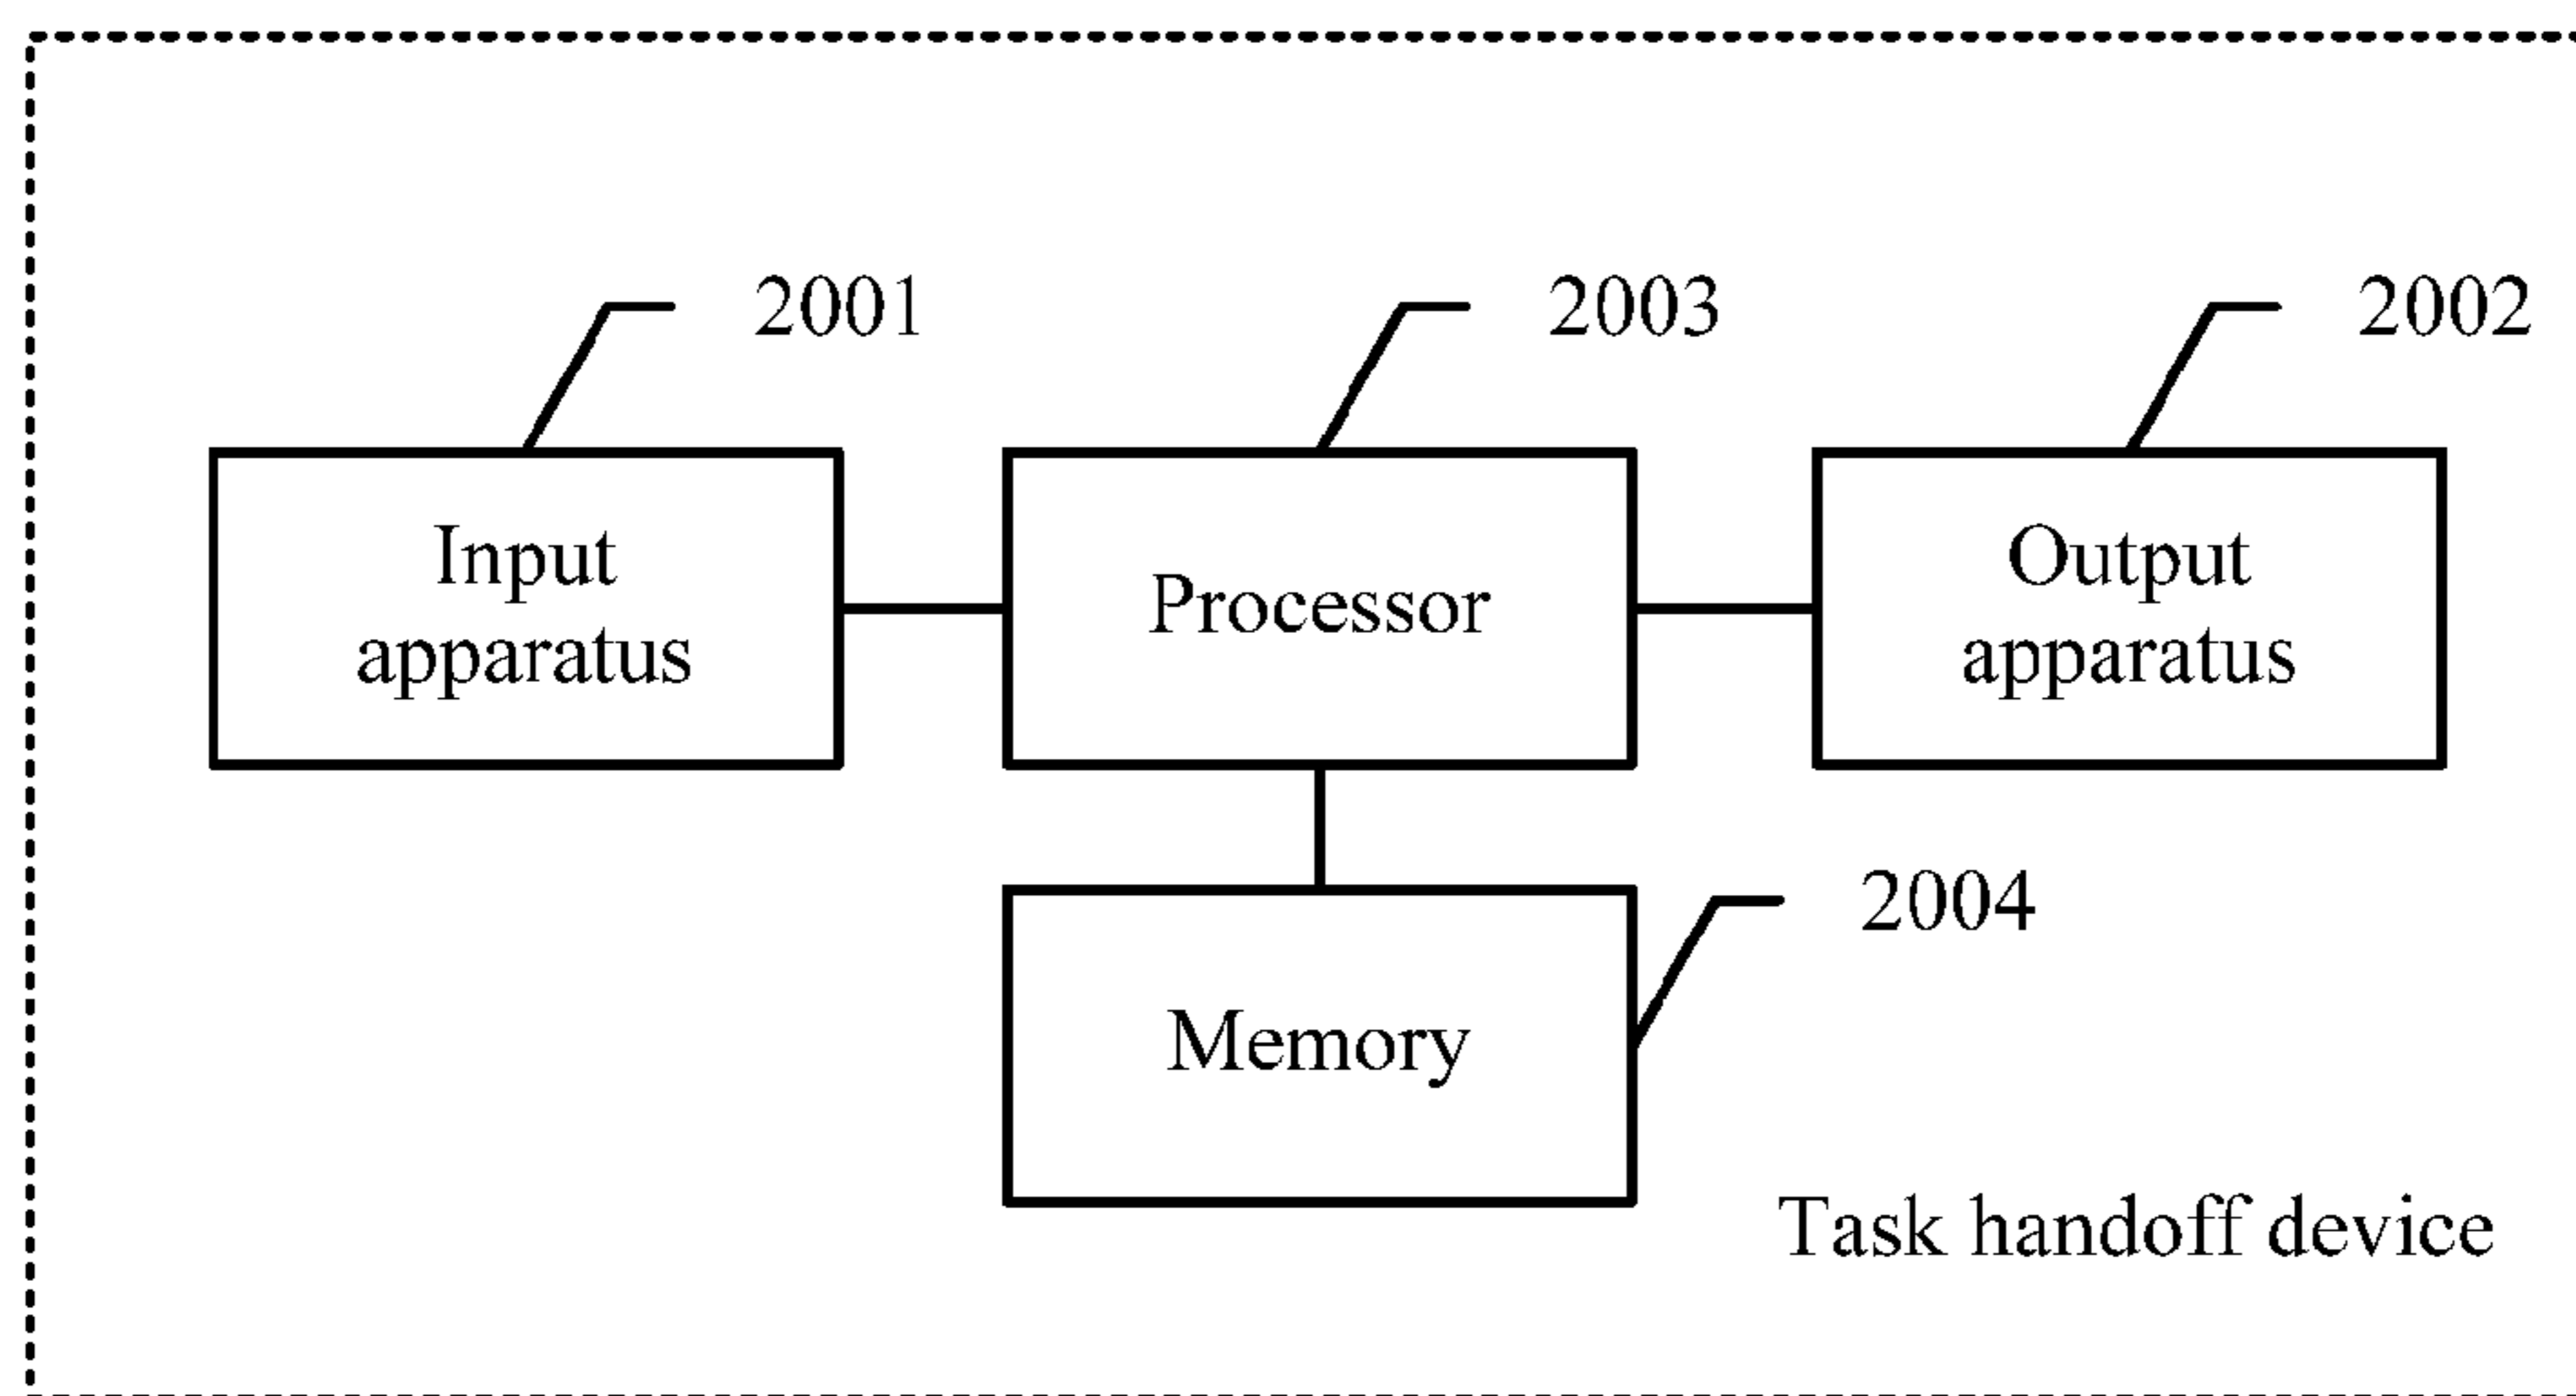 2001
2003
2002
Input
apparatus
Processor
Output
apparatus
2004
Memory
Task handoff device